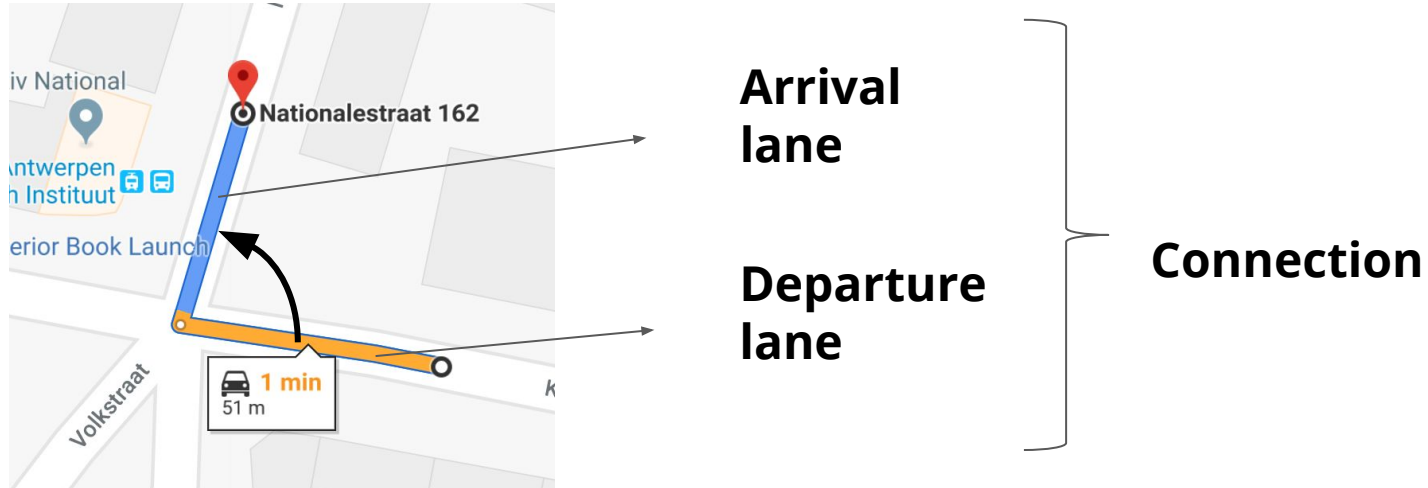 iv National
Nationalestraat 162
Antwerpen
h Instituut
erior Book Launch
1 min
51 m
Volkstraat
K
Arrival
lane
Departure
lane
Connection